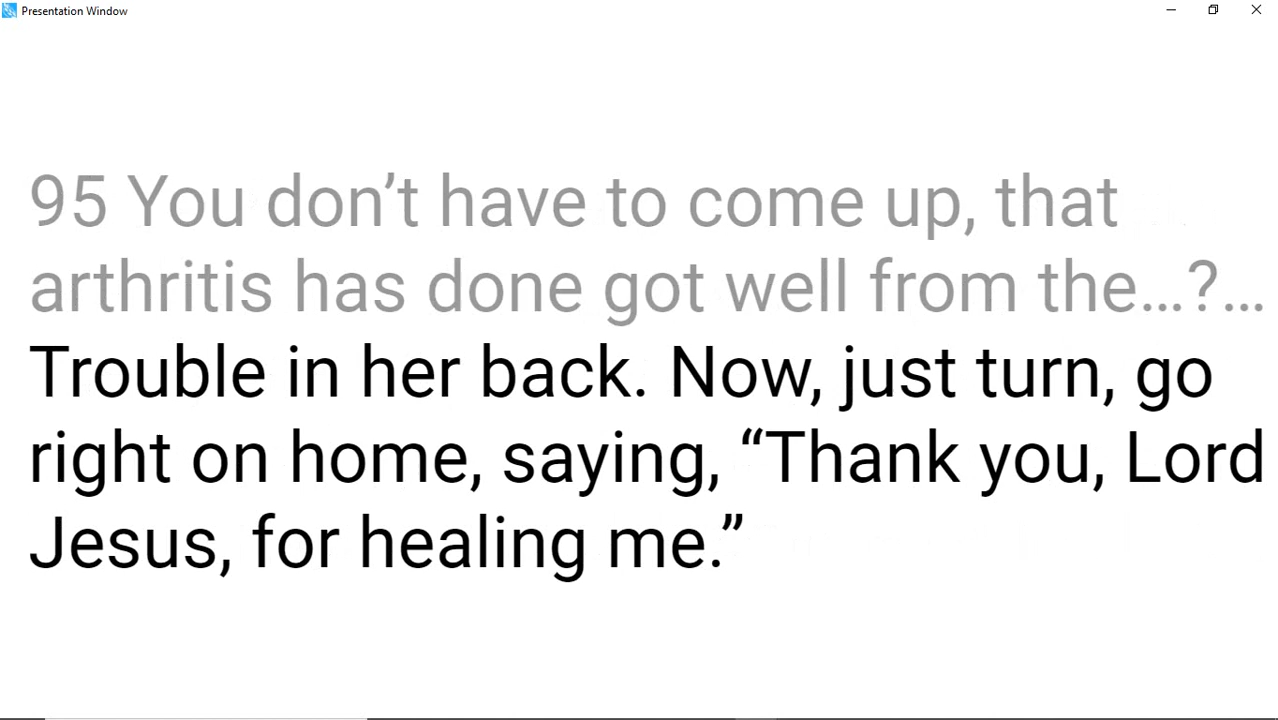 Presentation Window
95 You don’t have to come up, that
arthritis has done got well from the...?...
Trouble in her back. Now, just turn, go
right on home, saying, “Thank you, Lord
Jesus, for healing me.”